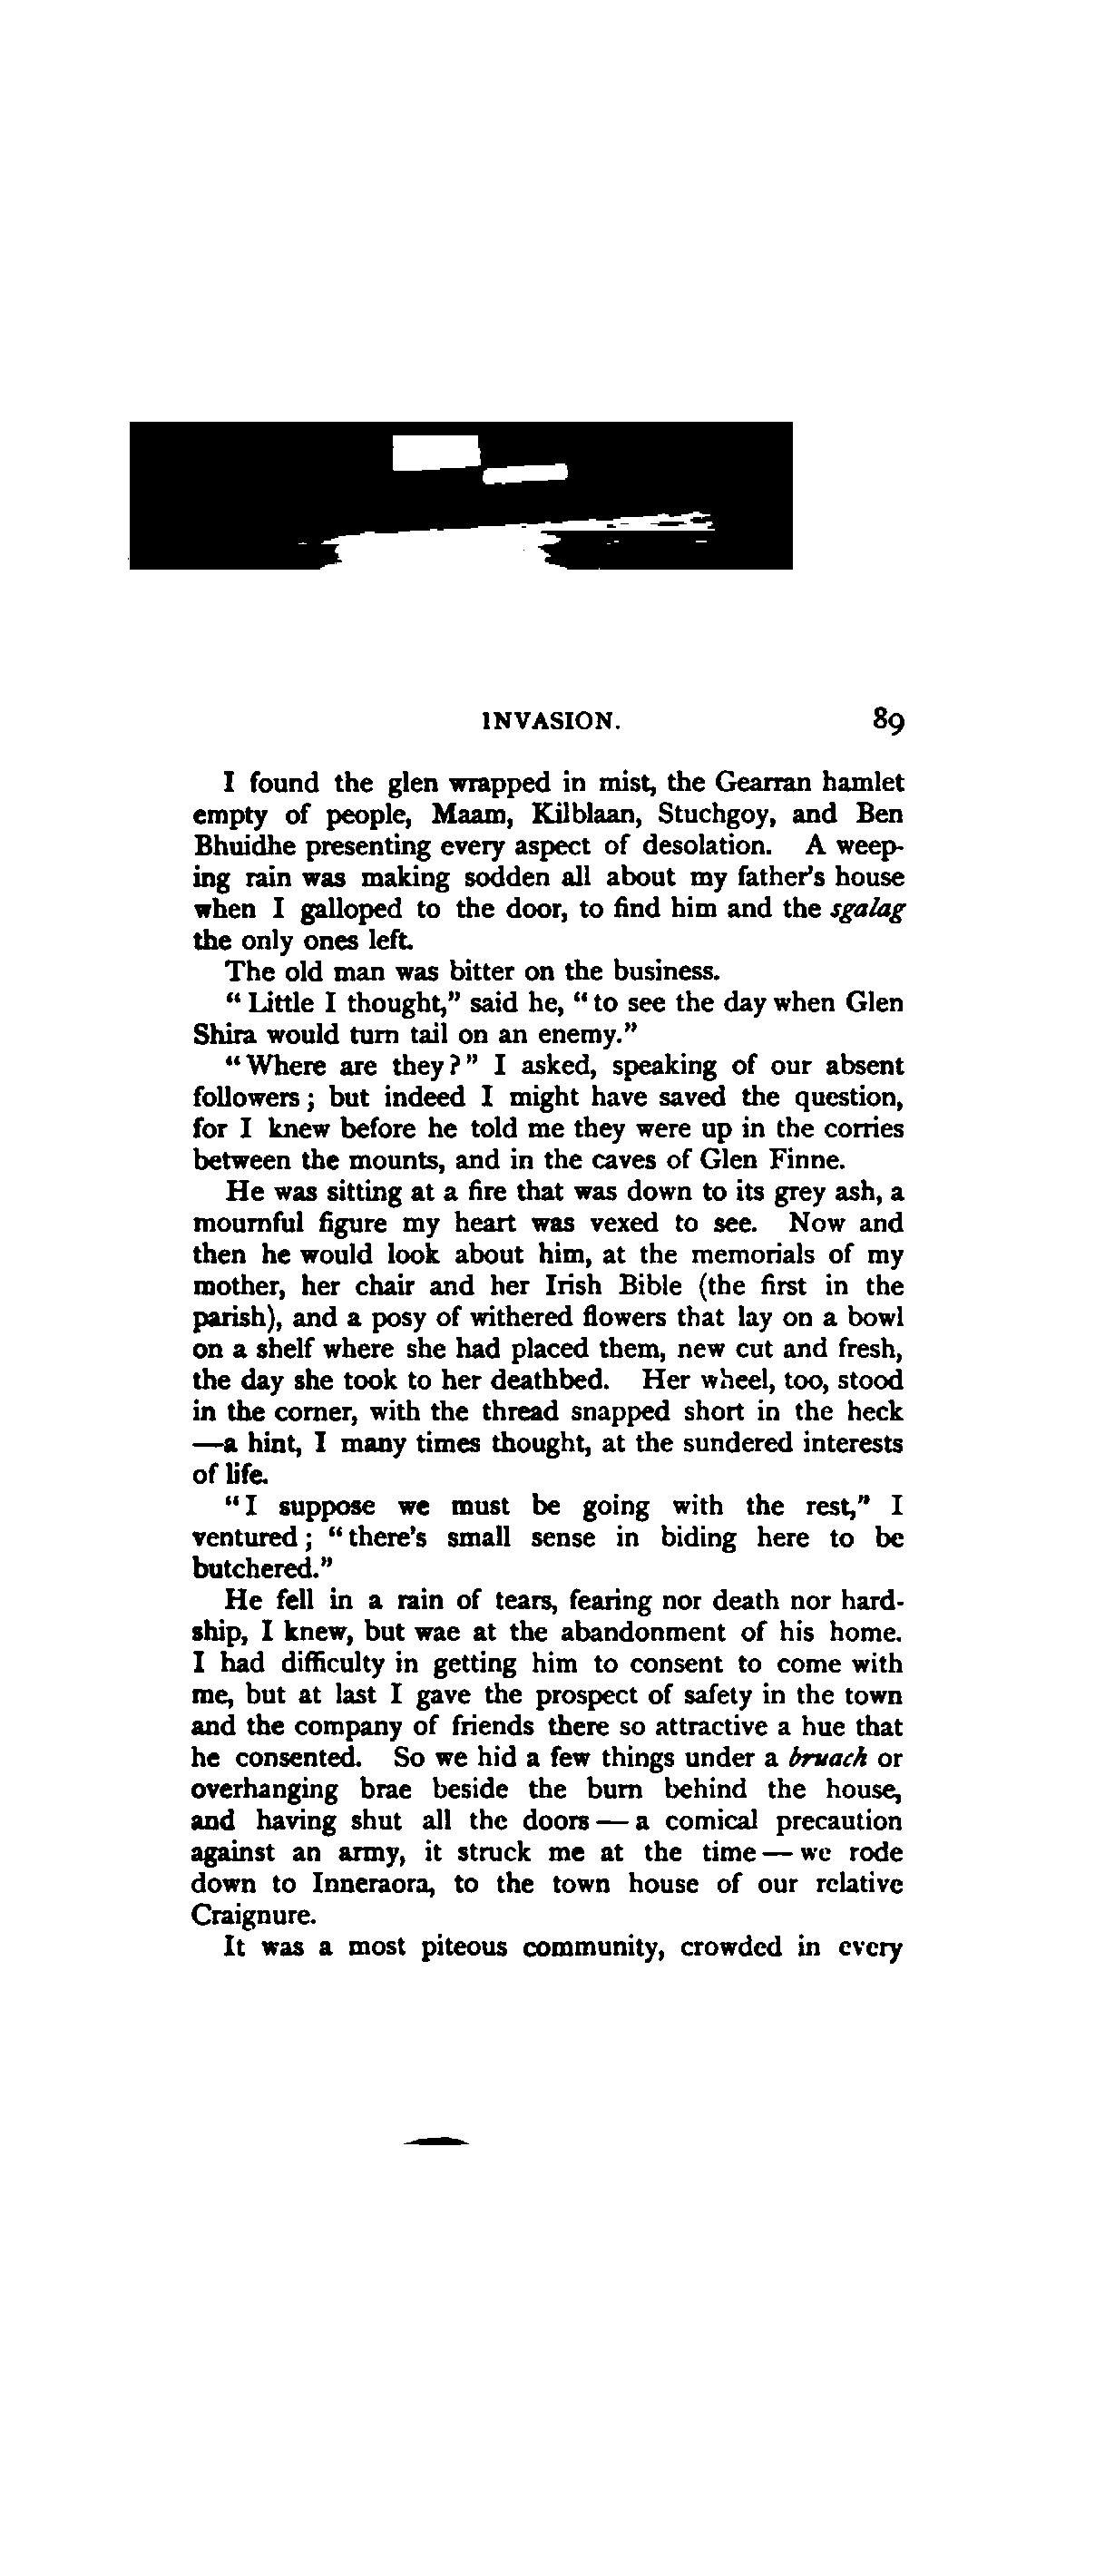 INVASION. 89
I found the glen wrapped in mist, the Gearran hamlet
empty of people, Maam, Kilblaan, Stuchgoy, and Ben
Bhuidhe presenting every aspect of desolation. A weep-
ing rain was making sodden all about my father's house
when I galloped to the door, to find him and the sgalag
the only ones left.
The old man was bitter on the business.
"Little I thought," said he, "to see the day when Glen
Shira would turn tail on an enemy."
"Where are they?" I asked, speaking of our absent
followers; but indeed I might have saved the question,
for I knew before he told me they were up in the corries
between the mounts, and in the caves of Glen Finne.
He was sitting at a fire that was down to its grey ash, a
mournful figure my heart was vexed to see. Now and
then he would look about him, at the memorials of my
mother, her chair and her Irish Bible (the first in the
parish), and a posy of withered flowers that lay on a bowl
on a shelf where she had placed them, new cut and fresh,
the day she took to her deathbed. Her wheel, too, stood
in the corner, with the thread snapped short in the heck
—a hint, I many times thought, at the sundered interests
of life.
"I suppose we must be going with the rest," I
ventured; "there's small sense in biding here to be
butchered."
He fell in a rain of tears, fearing nor death nor hard-
ship, I knew, but wae at the abandonment of his home.
I had difficulty in getting him to consent to come with
me, but at last I gave the prospect of safety in the town
and the company of friends there so attractive a hue that
he consented. So we hid a few things under a bruach or
overhanging brae beside the burn behind the house,
and having shut all the doors — a comical precaution
against an army, it struck me at the time — we rode
down to Inneraora, to the town house of our relative
Craignure.
It was a most piteous community, crowded in every